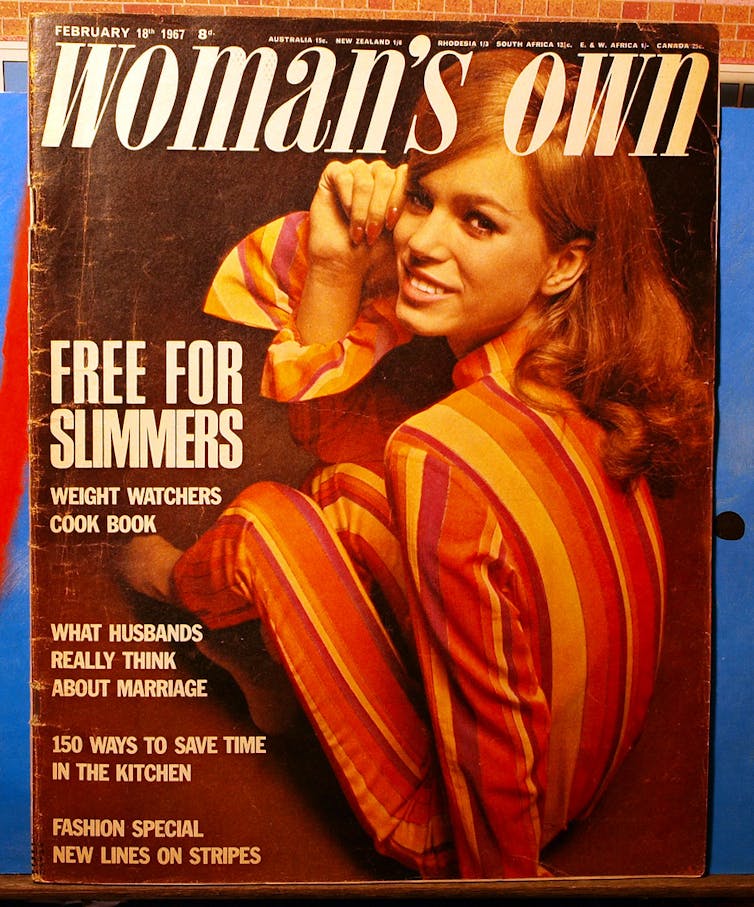 FEBRUARY 18th 1967 8d.
AUSTRALIA 15c. NEW ZEALAND 1/6 RHODESIA 1/3 SOUTH AFRICA 12½c. E. & W. AFRICA 1/- CANADA 25c.
woman's own
FREE FOR
SLIMMERS
WEIGHT WATCHERS
COOK BOOK
WHAT HUSBANDS
REALLY THINK
ABOUT MARRIAGE
150 WAYS TO SAVE TIME
IN THE KITCHEN
FASHION SPECIAL
NEW LINES ON STRIPES